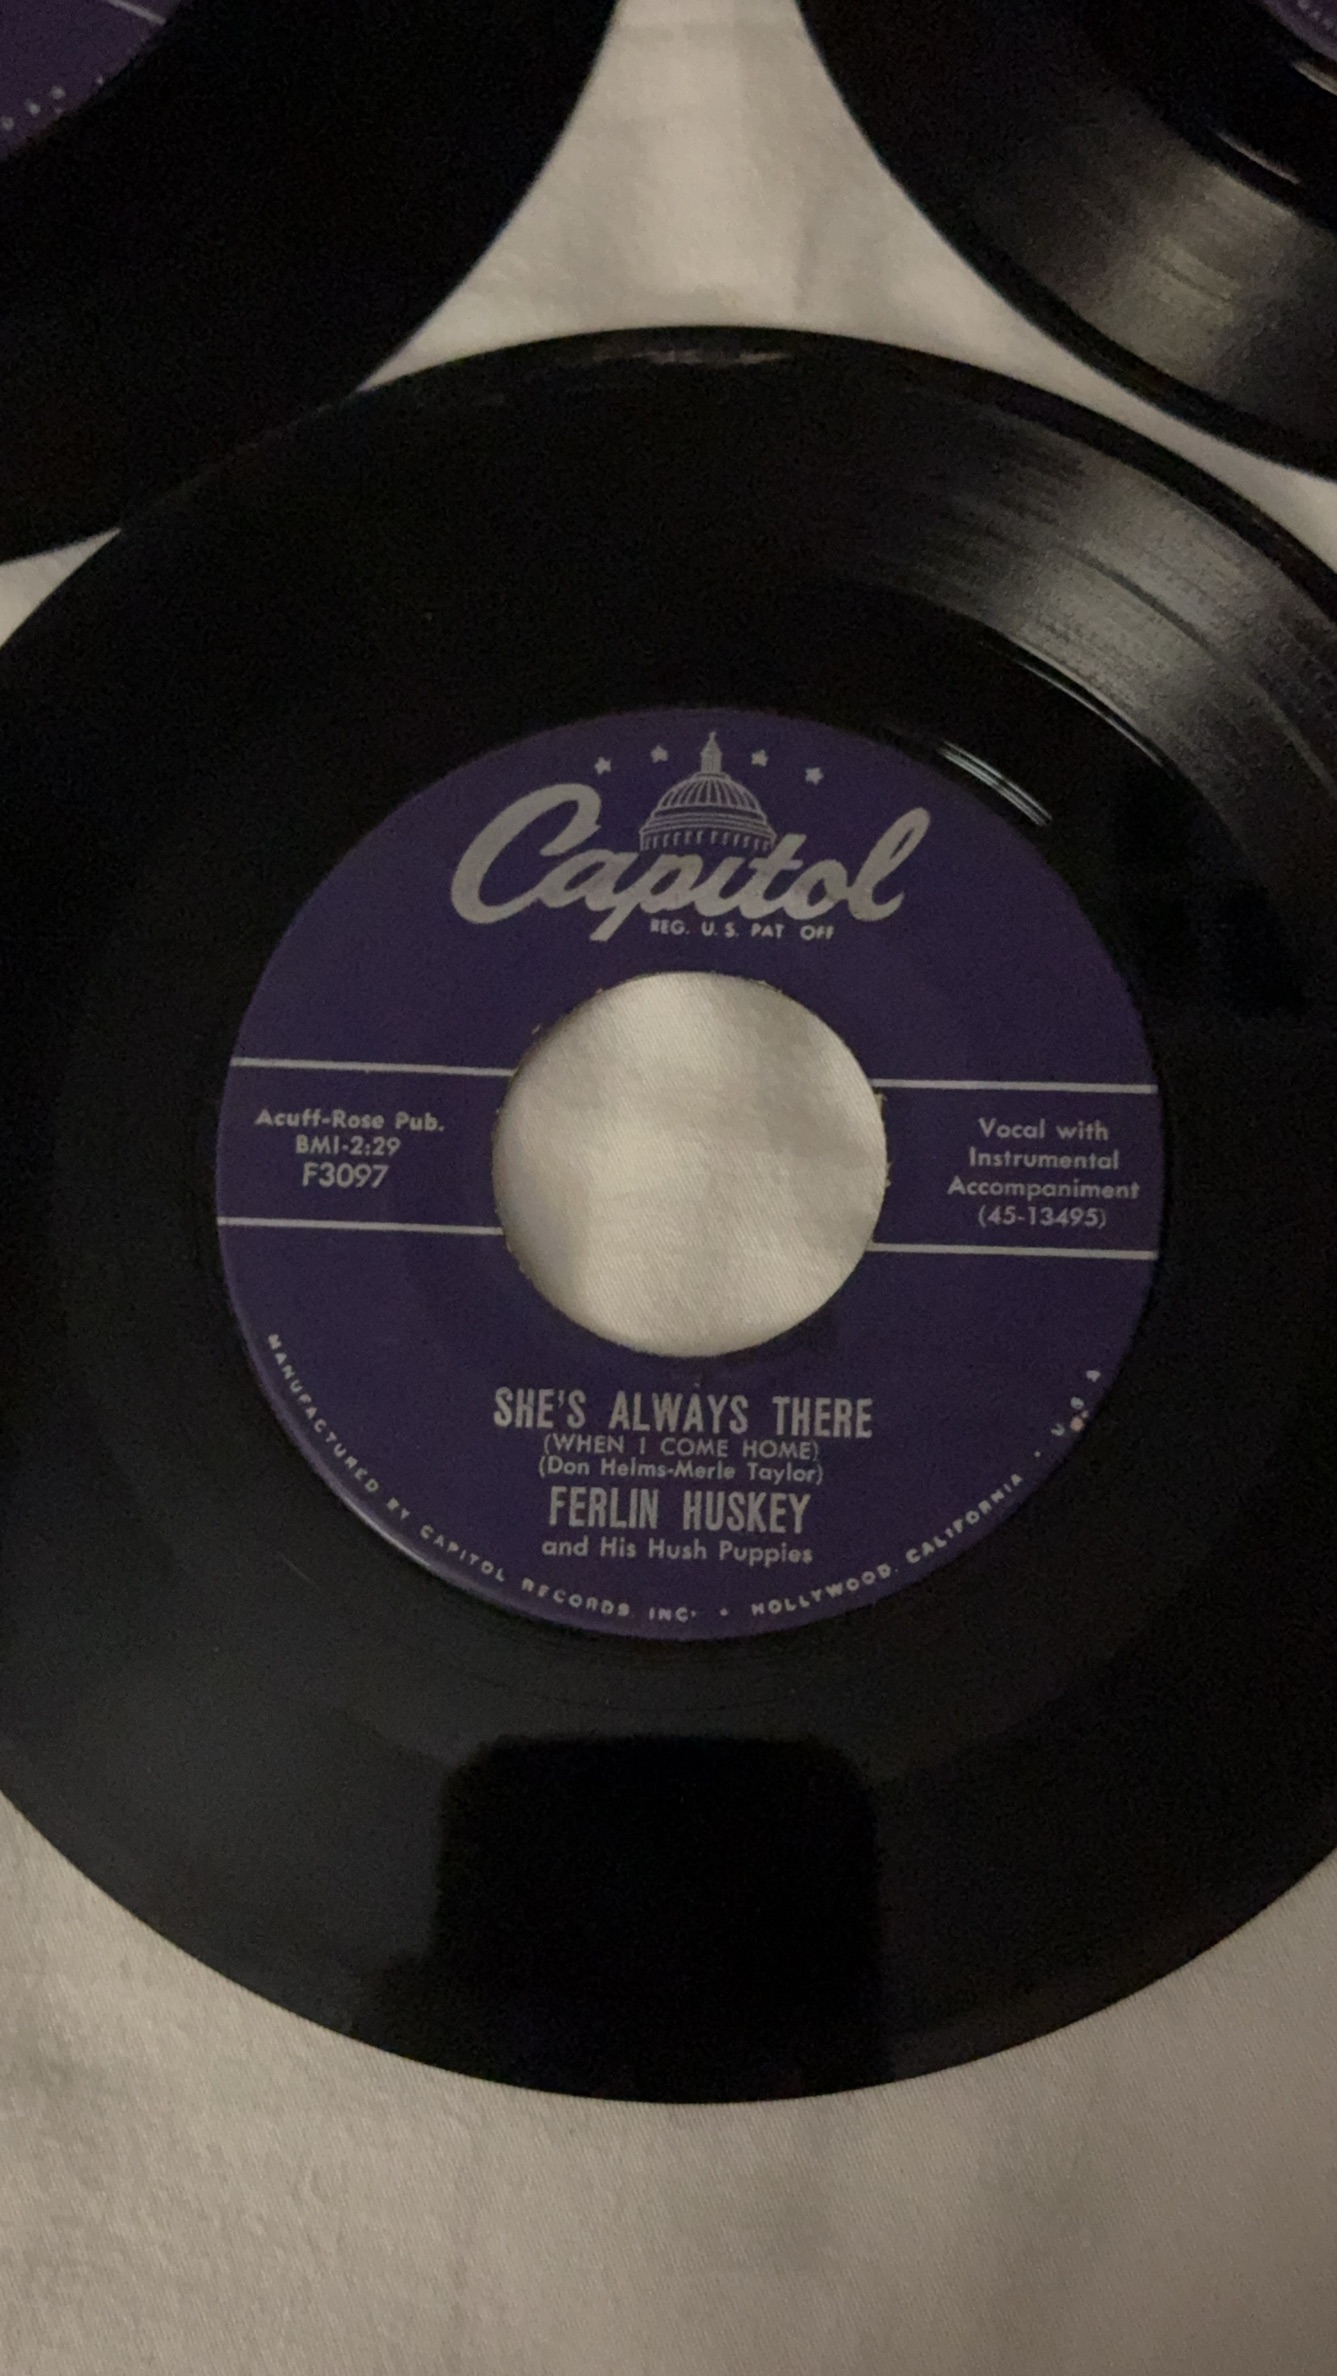 Capitol
REG. U.S. PAT OFF
Acuff-Rose Pub.
BMI-2:29
F3097
Vocal with
Instrumental
Accompaniment
(45-13495)
SHE'S ALWAYS THERE
(WHEN I COME HOME)
(Don Helms-Merle Taylor)
FERLIN HUSKEY
and His Hush Puppies
MANUFACTURED BY CAPITOL RECORDS, INC. • HOLLYWOOD, CALIFORNIA • U.S.A